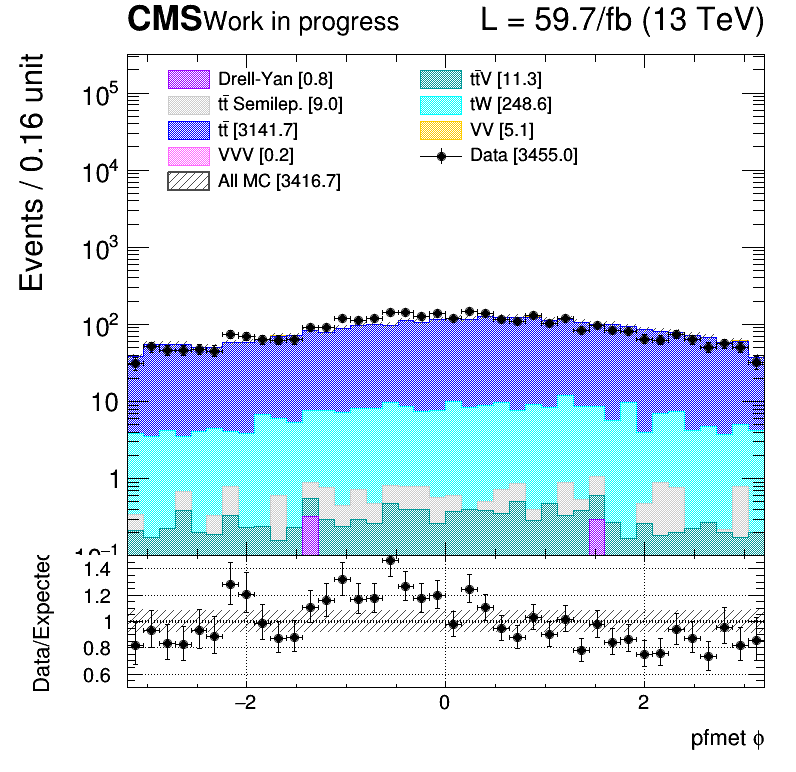 CMS Work in progress L = 59.7/fb (13 TeV)
Events / 0.16 unit
Drell-Yan [0.8] tt̄V [11.3]
tt̄ Semilep. [9.0] tW [248.6]
tt̄ [3141.7] VV [5.1]
VVV [0.2] Data [3455.0]
All MC [3416.7]
10⁵
10⁴
10³
10²
10
1
10⁻¹
Data/Expected
1.4
1.2
1
0.8
0.6
−2 0 2
pfmet ϕ